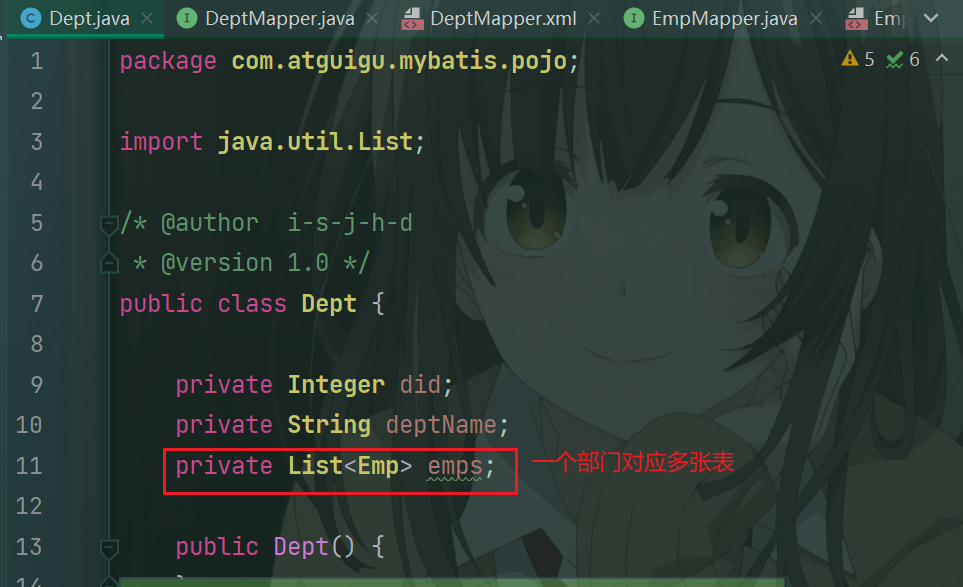 Dept.java DeptMapper.java DeptMapper.xml EmpMapper.java Emp
1 package com.atguigu.mybatis.pojo; 5 6
2
3 import java.util.List;
4
5 /* @author i-s-j-h-d
6 * @version 1.0 */
7 public class Dept {
8
9 private Integer did;
10 private String deptName;
11 private List<Emp> emps; 一个部门对应多张表
12
13 public Dept() {
14